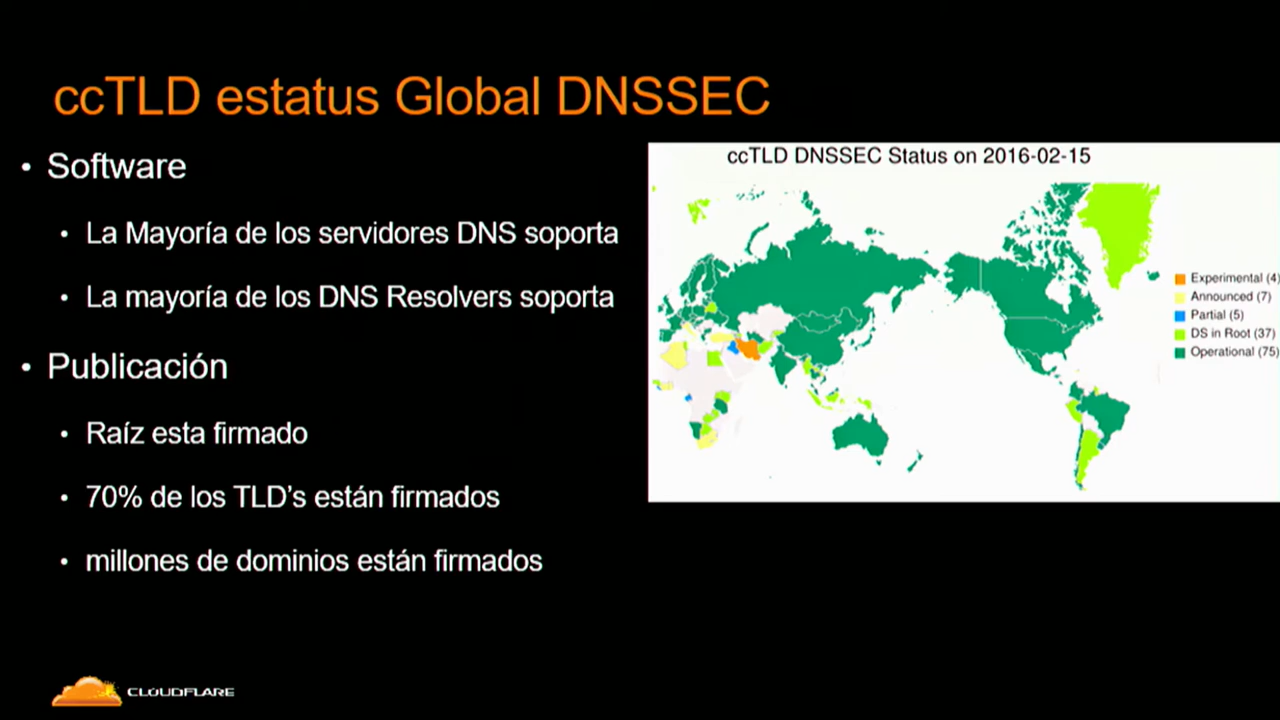 ccTLD estatus Global DNSSEC
• Software
• La Mayoría de los servidores DNS soporta
• La mayoría de los DNS Resolvers soporta
• Publicación
• Raíz esta firmado
• 70% de los TLD’s están firmados
• millones de dominios están firmados
ccTLD DNSSEC Status on 2016-02-15
Experimental (4)
Announced (7)
Partial (5)
DS in Root (37)
Operational (75)
CLOUDFLARE